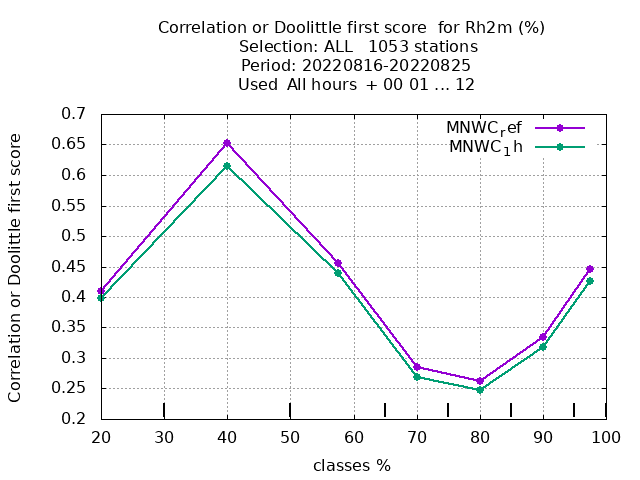 Correlation or Doolittle first score  for Rh2m (%)
Selection: ALL   1053 stations
Period: 20220816-20220825
Used  All hours  + 00 01 ... 12
MNWC_ref
MNWC_1h
Correlation or Doolittle first score
0.7
0.65
0.6
0.55
0.5
0.45
0.4
0.35
0.3
0.25
0.2
20 30 40 50 60 70 80 90 100
classes %